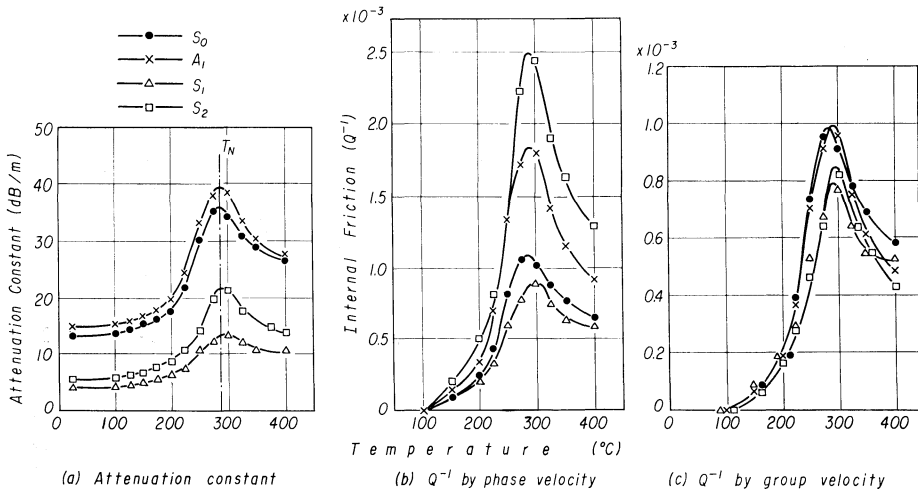 S0
A1
S1
S2
Attenuation Constant (dB/m)
50
40
30
20
10
0
TN
100 200 300 400
(a) Attenuation constant
×10⁻³
Internal Friction (Q⁻¹)
2.5
2.0
1.5
1.0
0.5
0
100 200 300 400
Temperature (°C)
(b) Q⁻¹ by phase velocity
×10⁻³
1.2
1.0
0.8
0.6
0.4
0.2
0
0 100 200 300 400
(c) Q⁻¹ by group velocity